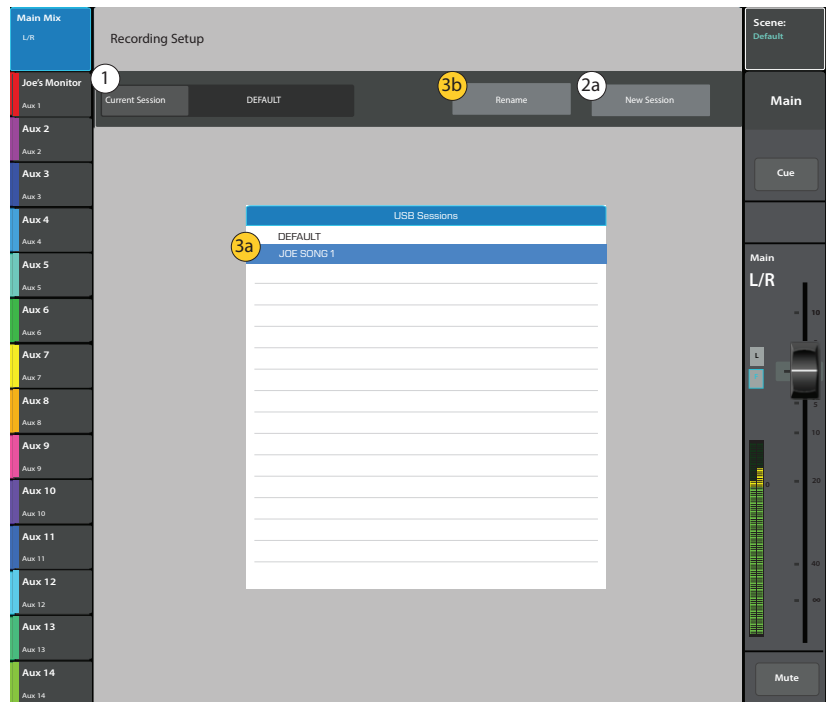 Main Mix
L/R
Joe's Monitor
Aux 1
Aux 2
Aux 2
Aux 3
Aux 3
Aux 4
Aux 4
Aux 5
Aux 5
Aux 6
Aux 6
Aux 7
Aux 7
Aux 8
Aux 8
Aux 9
Aux 9
Aux 10
Aux 10
Aux 11
Aux 11
Aux 12
Aux 12
Aux 13
Aux 13
Aux 14
Aux 14
Recording Setup
1
Current Session
DEFAULT
3b
Rename
2a
New Session
USB Sessions
DEFAULT
3a
JOE SONG 1
Scene:
Default
Main
Cue
Main
L/R
10
L
5
10
0
20
40
∞
Mute